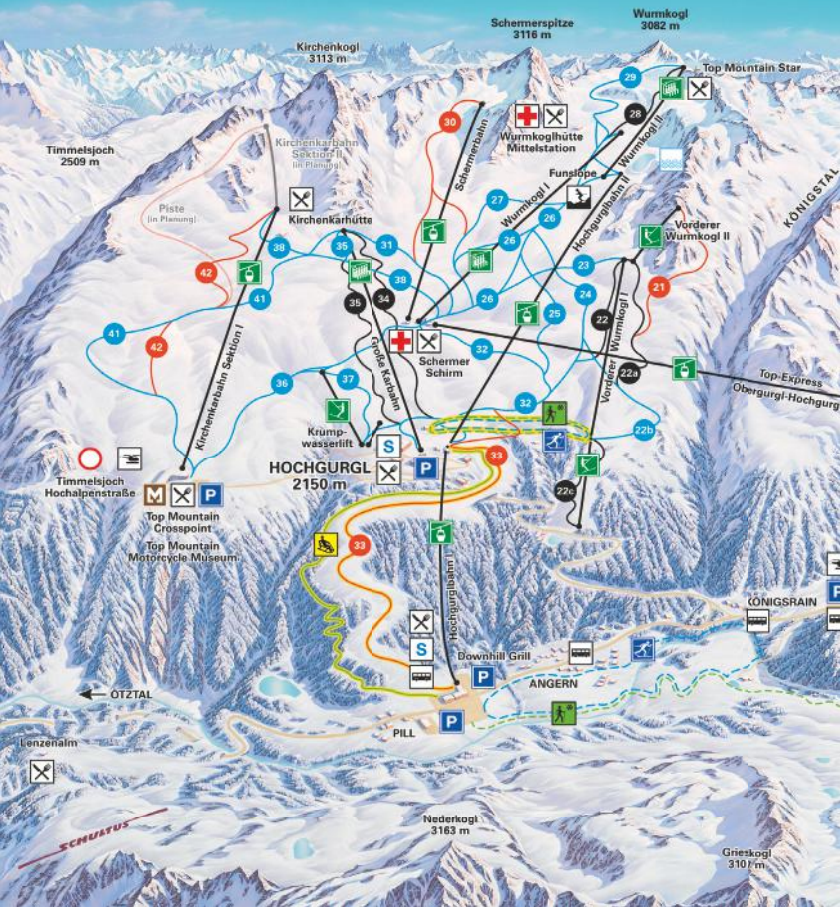 Wurmkogl
3082 m
Schermerspitze
3116 m
Kirchenkogl
3113 m
Top Mountain Star
29
28
30
Wurmkoglhütte
Mittelstation
Timmelsjoch
2509 m
Kirchenkarbahn
Sektion II
(in Planung)
Schermerbahn
Wurmkogl II
Funslope
KÖNIGSTAL
Piste
(in Planung)
Kirchenkarhütte
27
Wurmkogl I
26
Hochgurglbahn II
Vorderer
Wurmkogl II
38
35
31
26
23
42
38
21
41
35
34
26
24
25
22
Vorderer Wurmkogl I
41
42
Kirchenkarbahn Sektion I
Große Karbahn
Schermer
Schirm
32
22a
Top-Express
Obergurgl-Hochgurgl
36
37
32
Krümp-
wasserlift
S
22b
HOCHGURGL
2150 m
P
33
Timmelsjoch
Hochalpenstraße
M
P
Top Mountain
Crosspoint
Top Mountain
Motorcycle Museum
22c
33
Hochgurglbahn I
KÖNIGSRAIN
P
S
Downhill Grill
P
ANGERN
ÖTZTAL
P
PILL
Lenzenalm
SCHULTUS
Nederkogl
3163 m